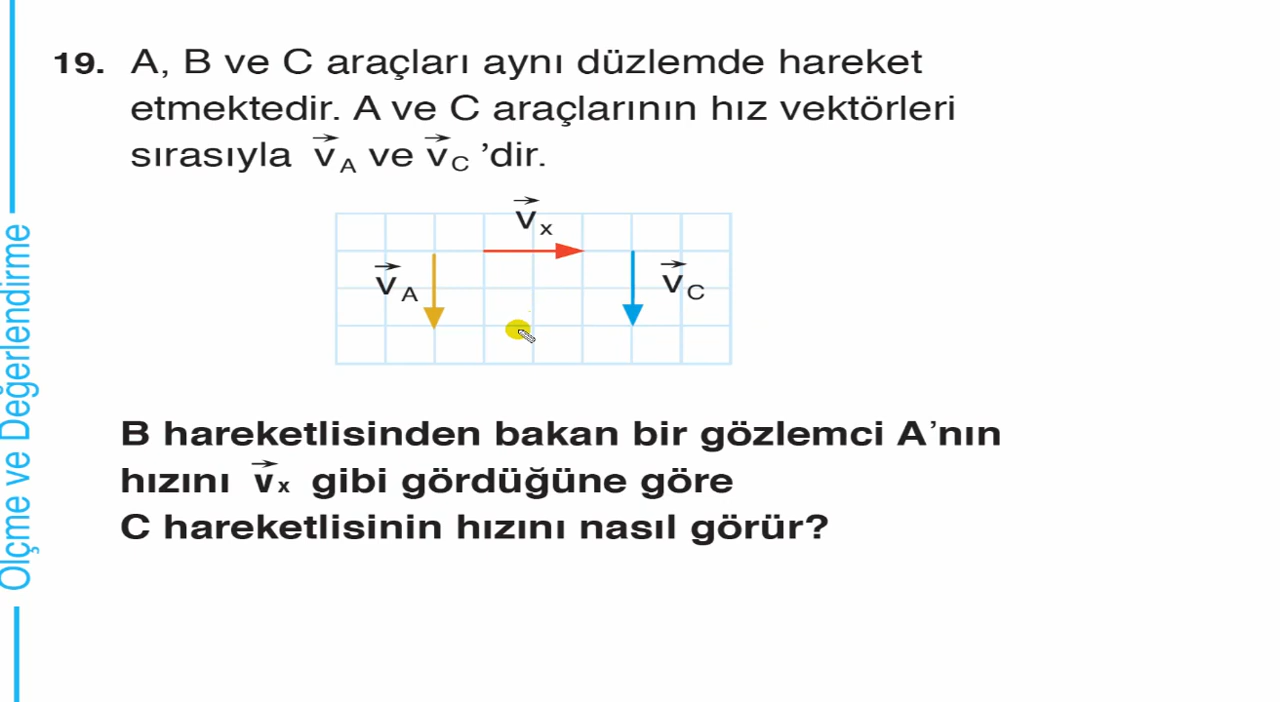 19. A, B ve C araçları aynı düzlemde hareket
etmektedir. A ve C araçlarının hız vektörleri
sırasıyla v⃗A ve v⃗C 'dir.
v⃗x
v⃗A
v⃗C
B hareketlisinden bakan bir gözlemci A'nın
hızını v⃗x gibi gördüğüne göre
C hareketlisinin hızını nasıl görür?
Ölçme ve Değerlendirme